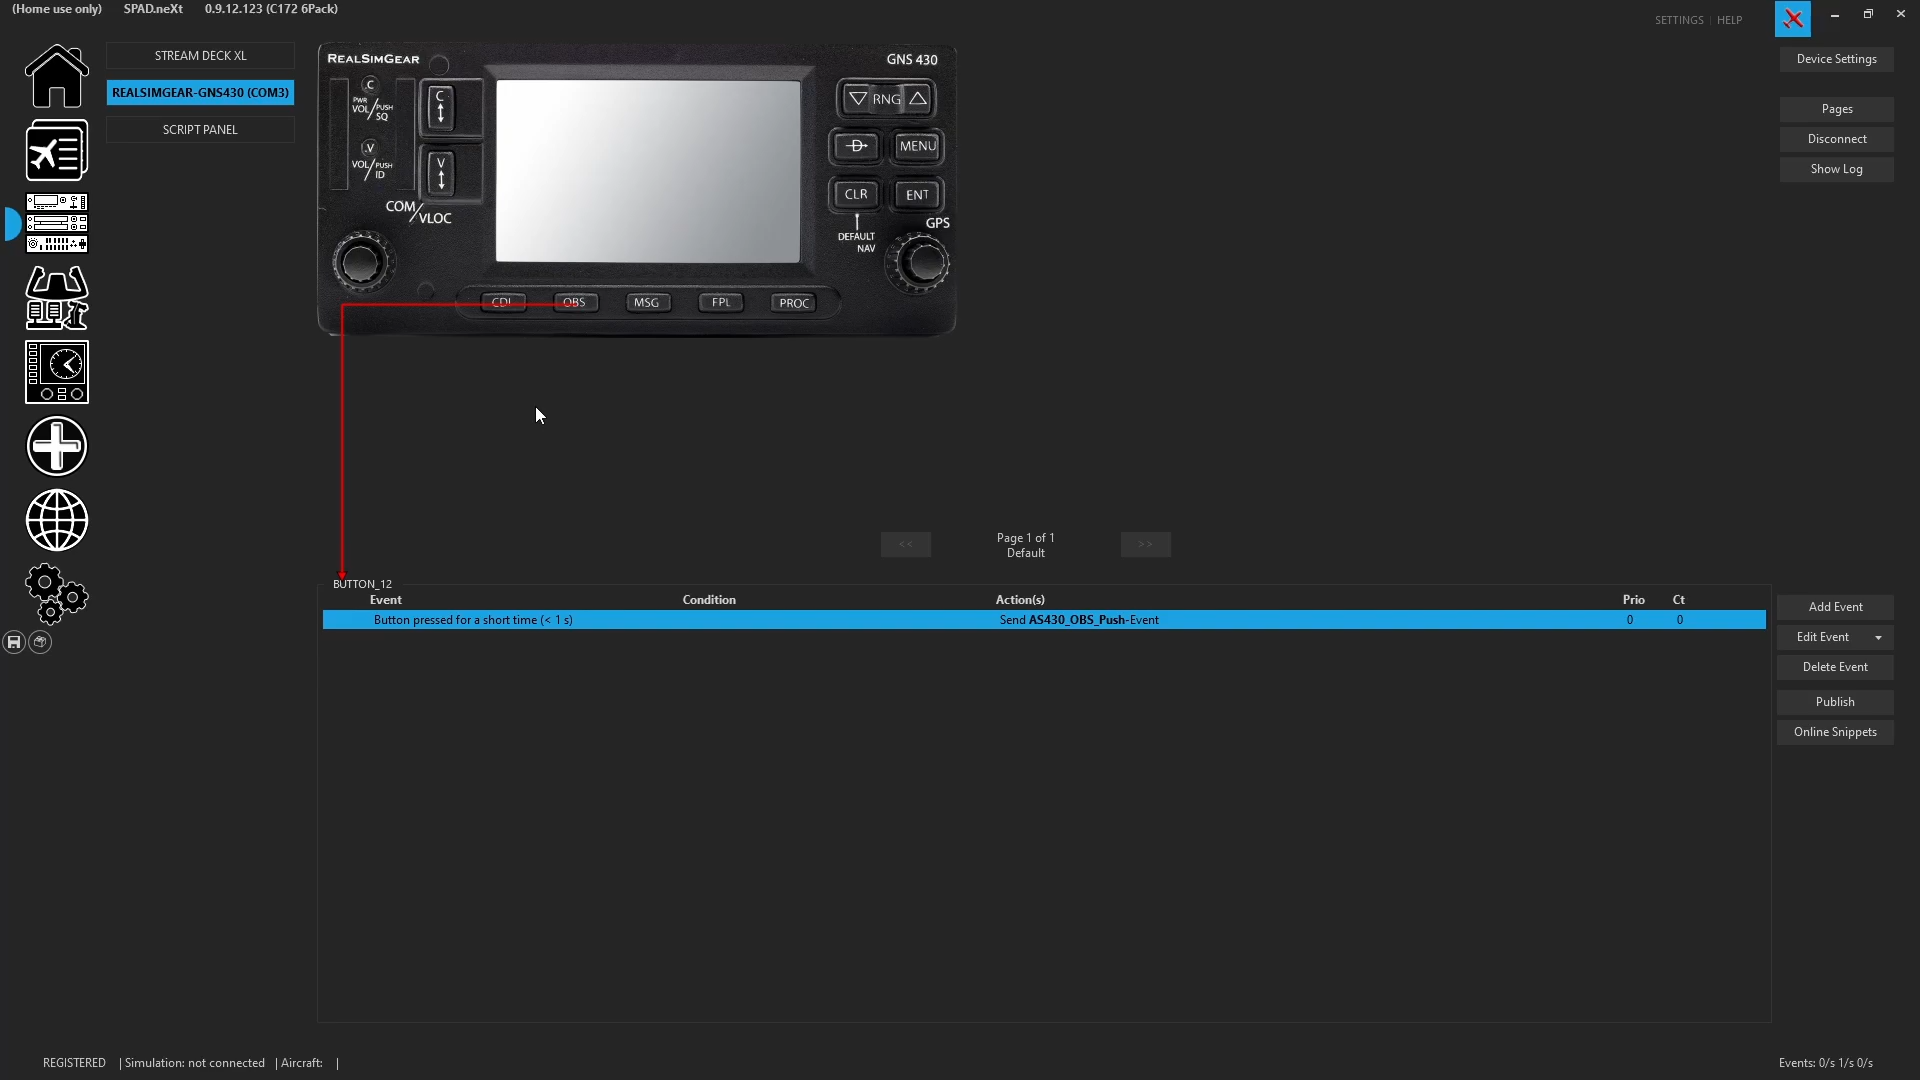 (Home use only) SPAD.neXt 0.9.12.123 (C172 6Pack)
SETTINGS | HELP
STREAM DECK XL
REALSIMGEAR-GNS430 (COM3)
SCRIPT PANEL
REALSIMGEAR
GNS 430
C
PWR
VOL/PUSH
SQ
C
V
VOL/PUSH
ID
V
COM/VLOC
RNG
D
MENU
CLR
ENT
DEFAULT
NAV
GPS
CDI
OBS
MSG
FPL
PROC
Device Settings
Pages
Disconnect
Show Log
<<
Page 1 of 1
Default
>>
BUTTON_12
Event Condition Action(s) Prio Ct
Button pressed for a short time (< 1 s) Send AS430_OBS_Push-Event 0 0
Add Event
Edit Event
Delete Event
Publish
Online Snippets
REGISTERED | Simulation: not connected | Aircraft: |
Events: 0/s 1/s 0/s